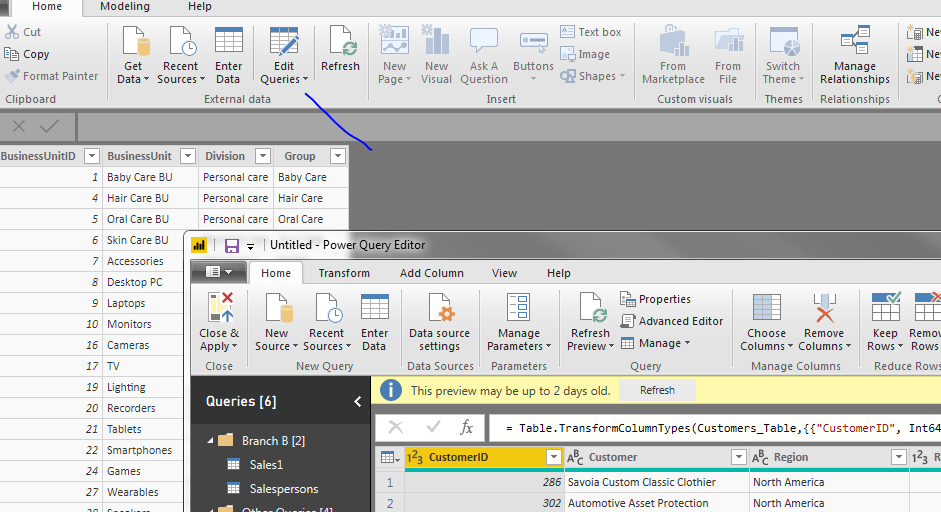 Home Modeling Help
Cut
Copy
Format Painter
Clipboard
Get Data
Recent Sources
Enter Data
Edit Queries
Refresh
External data
New Page
New Visual
Ask A Question
Buttons
Text box
Image
Shapes
Insert
From Marketplace
From File
Custom visuals
Switch Theme
Themes
Manage Relationships
Relationships
BusinessUnitID BusinessUnit Division Group
1 Baby Care BU Personal care Baby Care
4 Hair Care BU Personal care Hair Care
5 Oral Care BU Personal care Oral Care
6 Skin Care BU
7 Accessories
8 Desktop PC
9 Laptops
10 Monitors
16 Cameras
17 TV
19 Lighting
20 Recorders
21 Tablets
22 Smartphones
24 Games
27 Wearables
Untitled - Power Query Editor
Home Transform Add Column View Help
Close & Apply
Close
New Source
Recent Sources
Enter Data
New Query
Data source settings
Data Sources
Manage Parameters
Parameters
Refresh Preview
Properties
Advanced Editor
Manage
Query
Choose Columns
Remove Columns
Manage Columns
Keep Rows
Reduce Rows
This preview may be up to 2 days old. Refresh
Queries [6]
Branch B [2]
Sales1
Salespersons
Other Queries [4]
fx = Table.TransformColumnTypes(Customers_Table,{{"CustomerID", Int64
123 CustomerID ABC Customer ABC Region 123
1 286 Savoia Custom Classic Clothier North America
2 302 Automotive Asset Protection North America